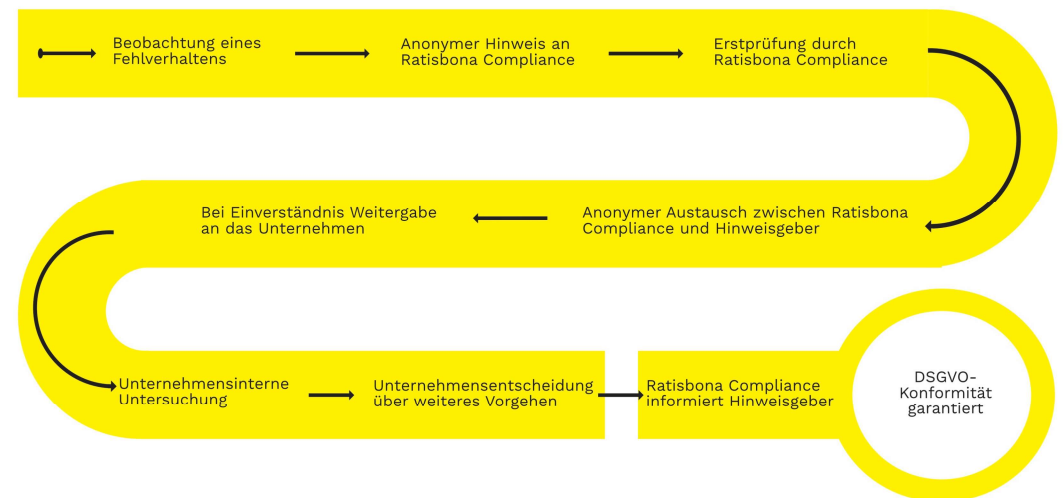 Beobachtung eines
Fehlverhaltens
Anonymer Hinweis an
Ratisbona Compliance
Erstprüfung durch
Ratisbona Compliance
Anonymer Austausch zwischen Ratisbona
Compliance und Hinweisgeber
Bei Einverständnis Weitergabe
an das Unternehmen
Unternehmensinterne
Untersuchung
Unternehmensentscheidung
über weiteres Vorgehen
Ratisbona Compliance
informiert Hinweisgeber
DSGVO-
Konformität
garantiert